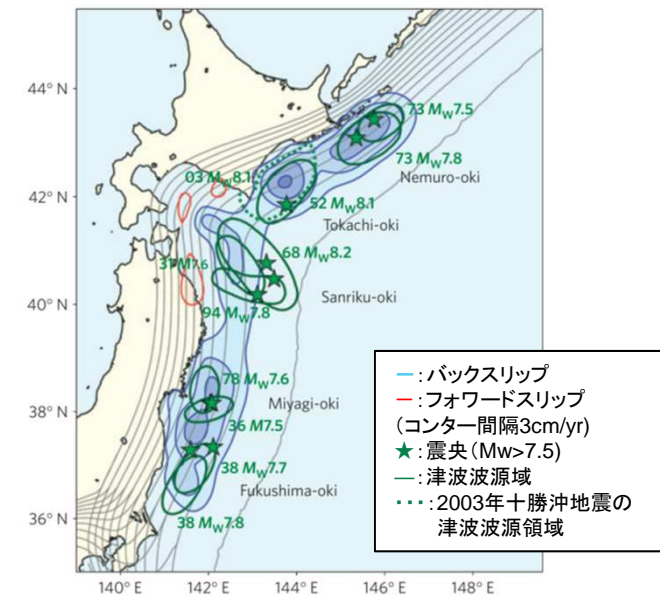 44° N
42° N
40° N
38° N
36° N
140° E
142° E
144° E
146° E
148° E
73 MW7.5
73 MW7.8
Nemuro-oki
03 MW8.1
52 MW8.1
Tokachi-oki
68 MW8.2
31 M7.6
Sanriku-oki
94 MW7.8
78 MW7.6
Miyagi-oki
36 M7.5
38 MW7.7
Fukushima-oki
38 MW7.8
ー:バックスリップ
ー:フォワードスリップ
(コンター間隔3cm/yr)
★:震央(Mw>7.5)
―:津波波源域
・・・:2003年十勝沖地震の
津波波源領域